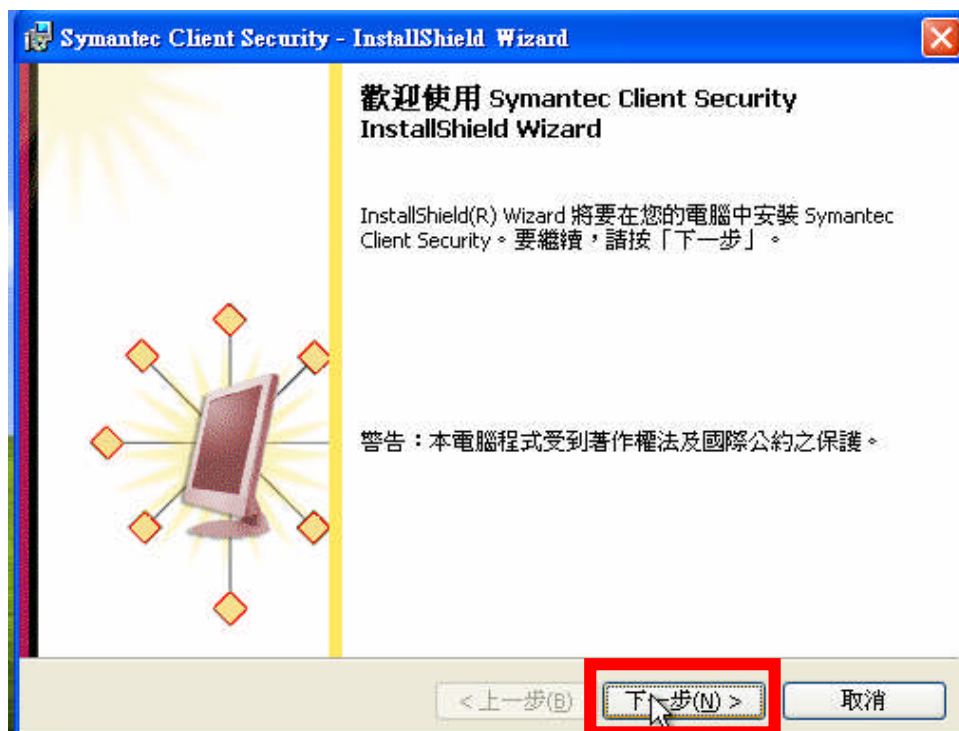 Symantec Client Security - InstallShield Wizard
歡迎使用 Symantec Client Security
InstallShield Wizard
InstallShield(R) Wizard 將要在您的電腦中安裝 Symantec
Client Security。要繼續，請按「下一步」。
警告：本電腦程式受到著作權法及國際公約之保護。
<上一步(B) 下一步(N) > 取消